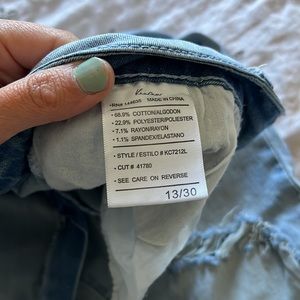 KanCan
MADE IN CHINA
• 68.9% COTTON/ALGODON
• 22.9% POLYESTER/POLIESTER
• 7.1% RAYON/RAYON
• 1.1% SPANDEX/ELASTANO
• STYLE / ESTILO # KC7212L
• CUT # 41780
• SEE CARE ON REVERSE
13/30